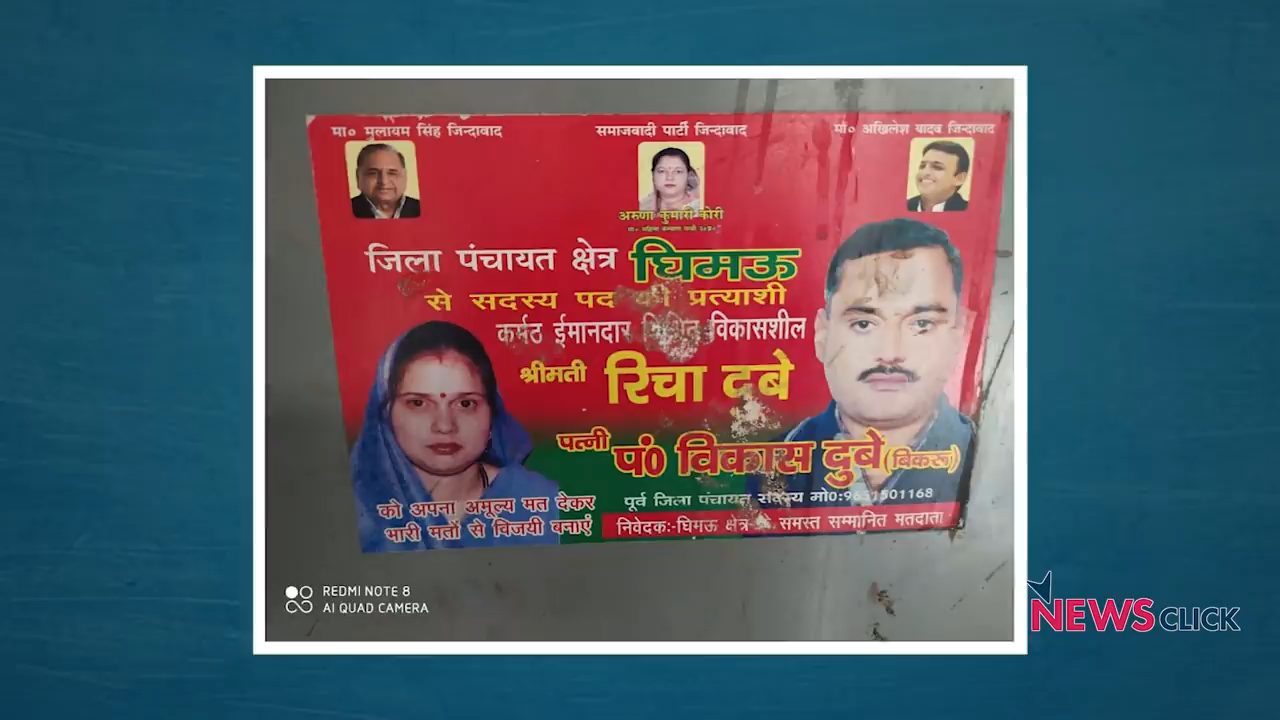 मा० मुलायम सिंह जिन्दावाद
समाजवादी पार्टी जिन्दावाद
मा० अखिलेश यादव जिन्दावाद
अरुणा कुमारी कोरी
जिला पंचायत क्षेत्र घिमऊ
से सदस्य पद की प्रत्याशी
कर्मठ ईमानदार विकासशील
श्रीमती रिचा दुबे
पत्नी पं० विकास दुबे (बिकरू)
पूर्व जिला पंचायत सदस्य मो0:9651501168
को अपना अमूल्य मत देकर
भारी मतों से विजयी बनाएं
निवेदकः-घिमऊ क्षेत्र के समस्त सम्मानित मतदाता
REDMI NOTE 8
AI QUAD CAMERA
NEWSCLICK